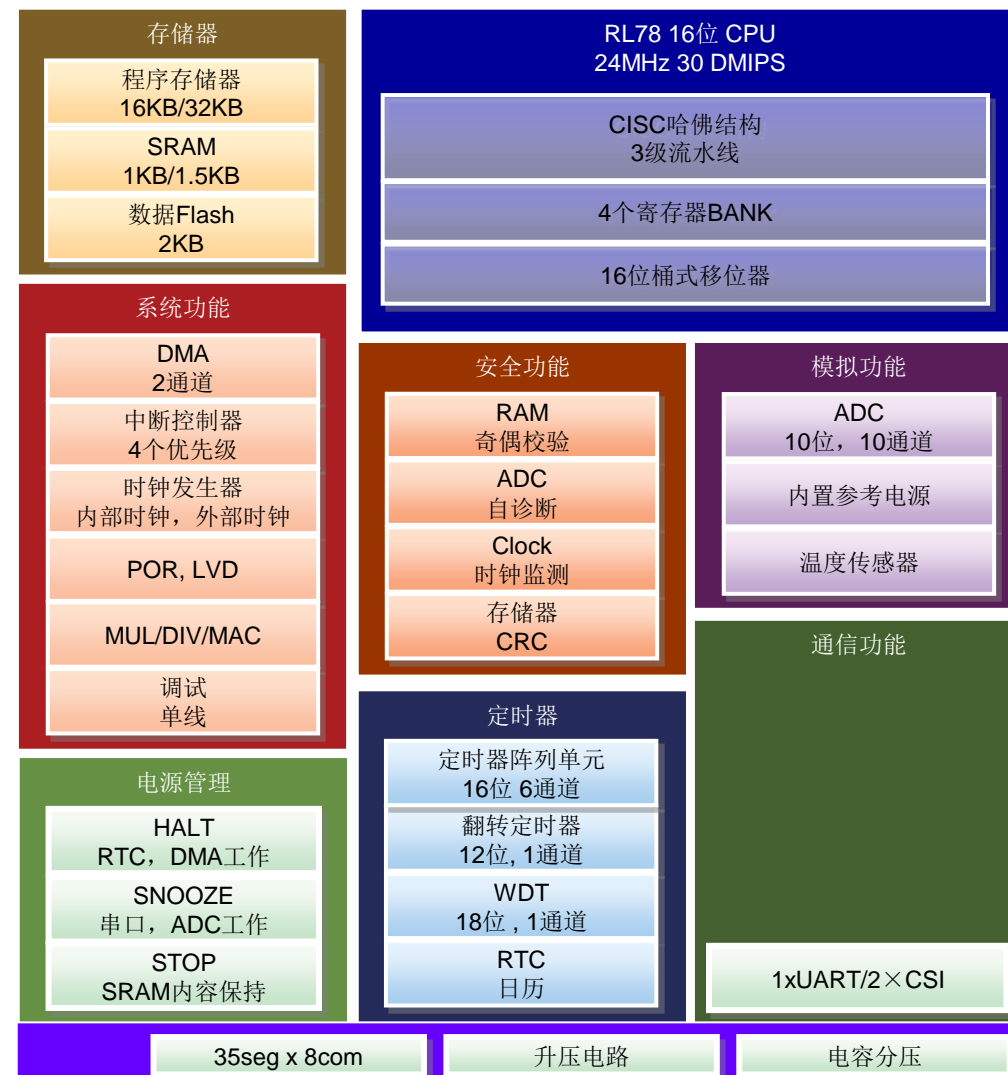 存储器
程序存储器
16KB/32KB
SRAM
1KB/1.5KB
数据Flash
2KB
RL78 16位 CPU
24MHz 30 DMIPS
CISC哈佛结构
3级流水线
4个寄存器BANK
16位桶式移位器
系统功能
DMA
2通道
中断控制器
4个优先级
时钟发生器
内部时钟，外部时钟
POR, LVD
MUL/DIV/MAC
调试
单线
安全功能
RAM
奇偶校验
ADC
自诊断
Clock
时钟监测
存储器
CRC
模拟功能
ADC
10位，10通道
内置参考电源
温度传感器
电源管理
HALT
RTC，DMA工作
SNOOZE
串口，ADC工作
STOP
SRAM内容保持
定时器
定时器阵列单元
16位 6通道
翻转定时器
12位, 1通道
WDT
18位 , 1通道
RTC
日历
通信功能
1xUART/2×CSI
35seg x 8com
升压电路
电容分压